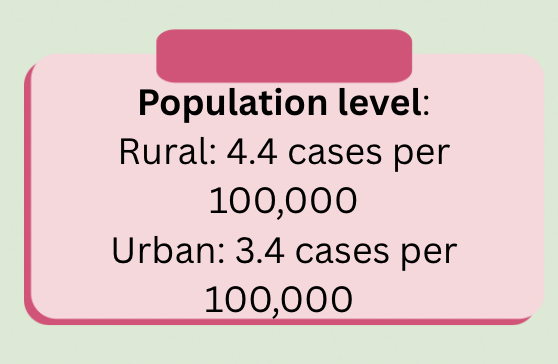 Population level:
Rural: 4.4 cases per
100,000
Urban: 3.4 cases per
100,000